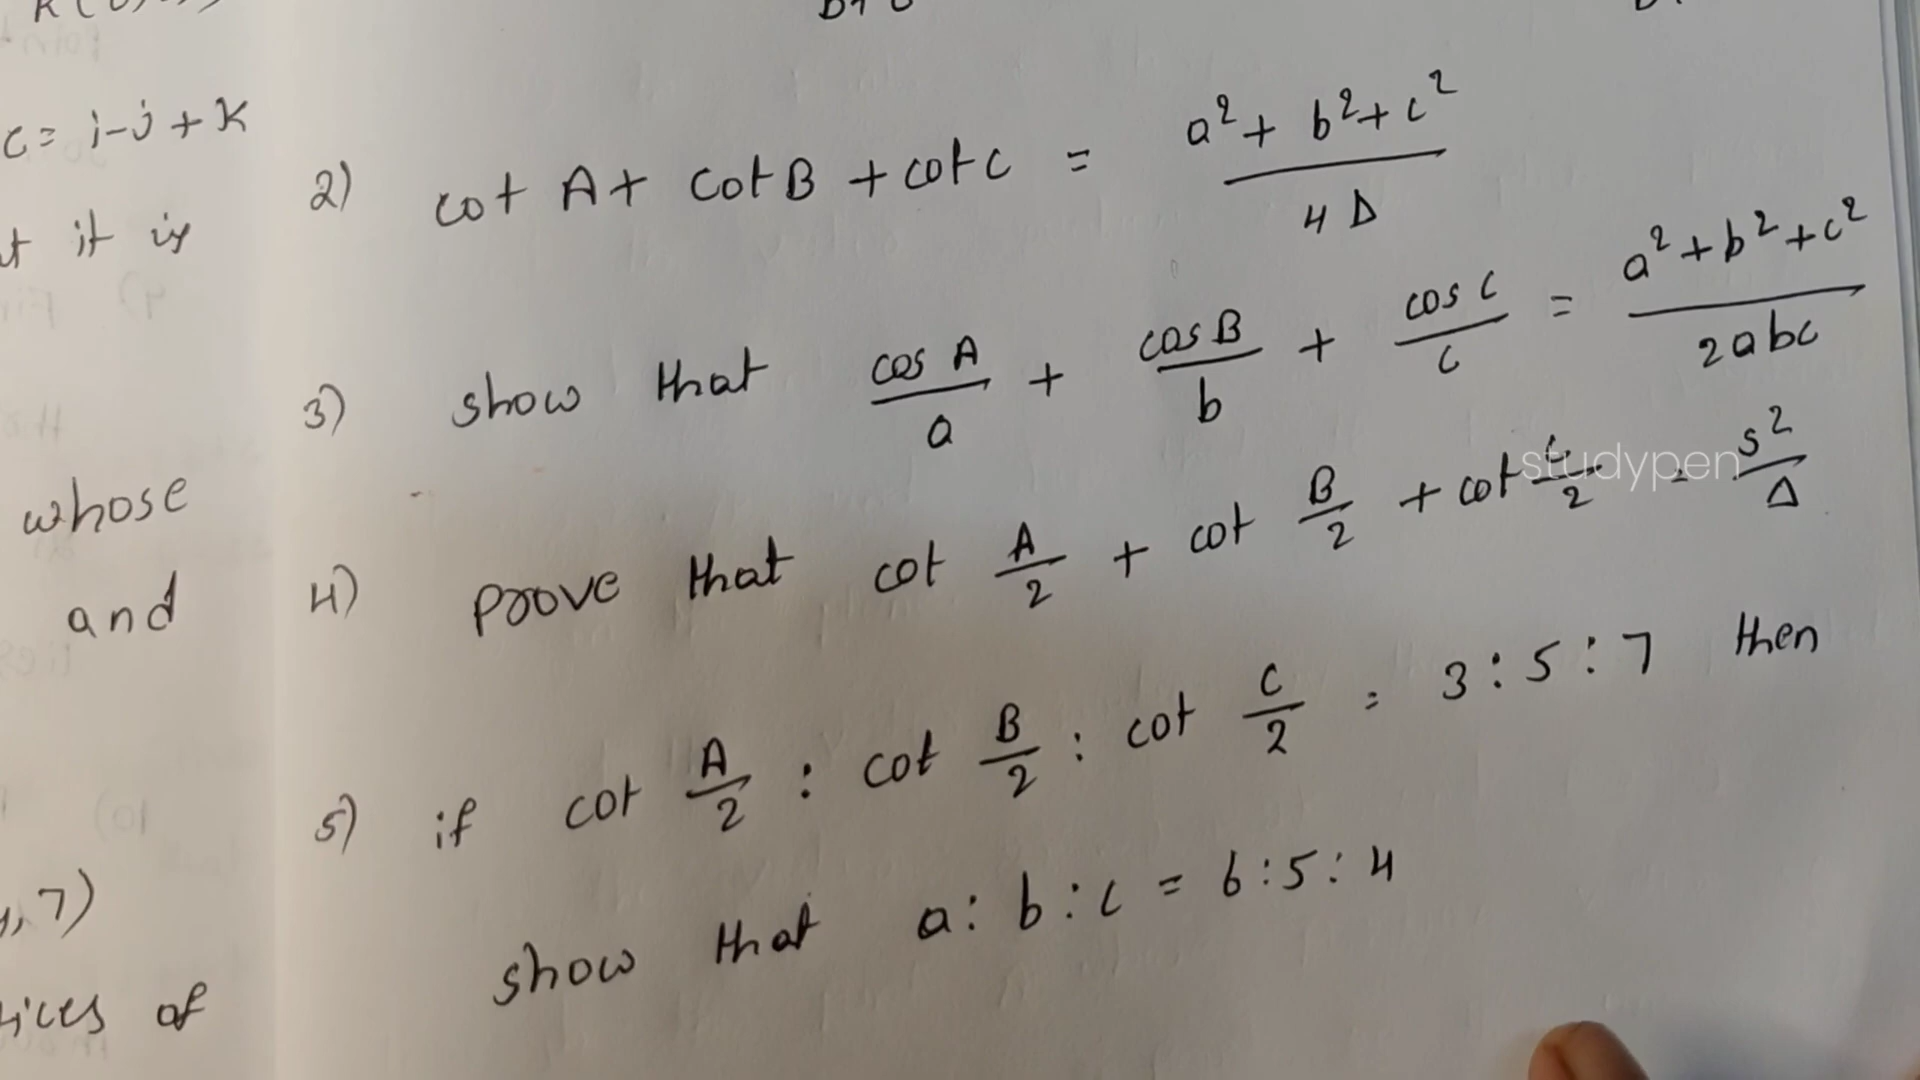 c = i-j+k
t it is
whose
and
, 7)
ices of
2) cot A + cot B + cot C = a² + b² + c² / 4Δ
3) show that cos A / a + cos B / b + cos C / c = a² + b² + c² / 2abc
4) prove that cot A/2 + cot B/2 + cot C/2 = s² / Δ
studypen
5) if cot A/2 : cot B/2 : cot C/2 = 3 : 5 : 7 then
show that a : b : c = 6 : 5 : 4